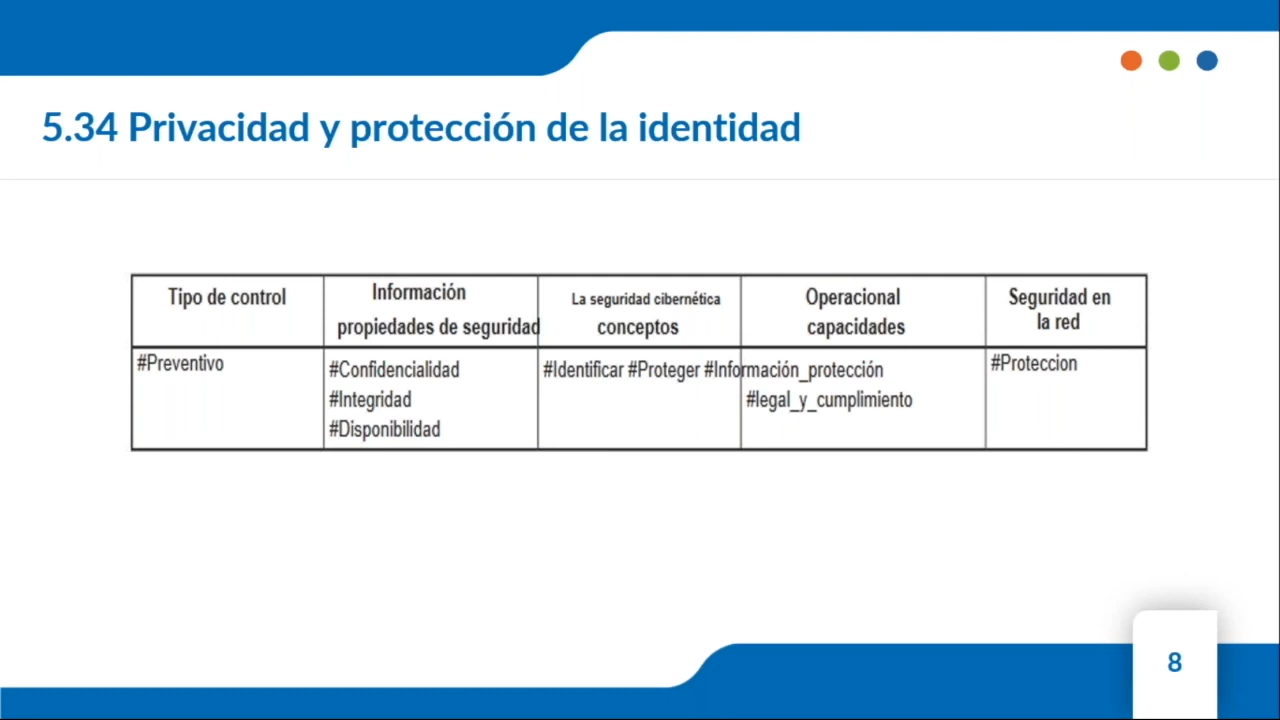 5.34 Privacidad y protección de la identidad
Tipo de control
Información
propiedades de seguridad
La seguridad cibernética
conceptos
Operacional
capacidades
Seguridad en
la red
#Preventivo
#Confidencialidad
#Integridad
#Disponibilidad
#Identificar #Proteger #Información_protección
#legal_y_cumplimiento
#Proteccion
8